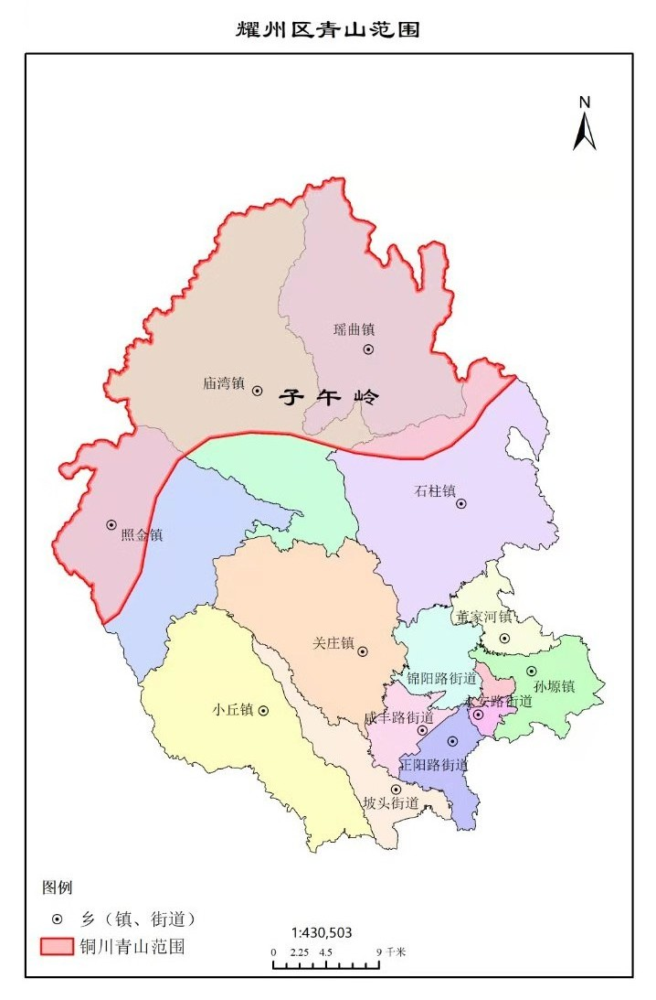 耀州区青山范围
N
瑶曲镇
庙湾镇
子午岭
石柱镇
照金镇
董家河镇
关庄镇
锦阳路街道
孙塬镇
永安路街道
小丘镇
咸丰路街道
正阳路街道
坡头街道
图例
乡（镇、街道）
铜川青山范围
1:430,503
0 2.25 4.5 9 千米